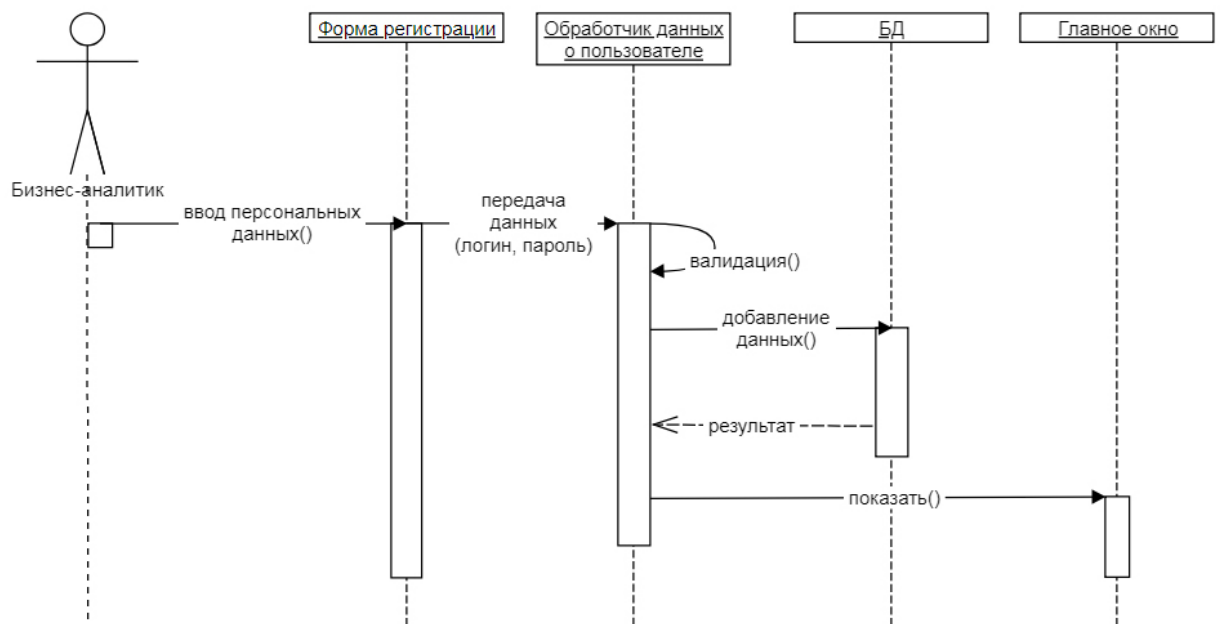 Форма регистрации
Обработчик данных
о пользователе
БД
Главное окно
Бизнес-аналитик
ввод персональных
данных()
передача
данных
(логин, пароль)
валидация()
добавление
данных()
результат
показать()